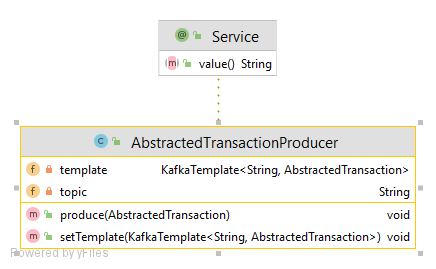 Service
value() String
AbstractedTransactionProducer
template KafkaTemplate<String, AbstractedTransaction>
topic String
produce(AbstractedTransaction) void
setTemplate(KafkaTemplate<String, AbstractedTransaction>) void
Powered by yFiles